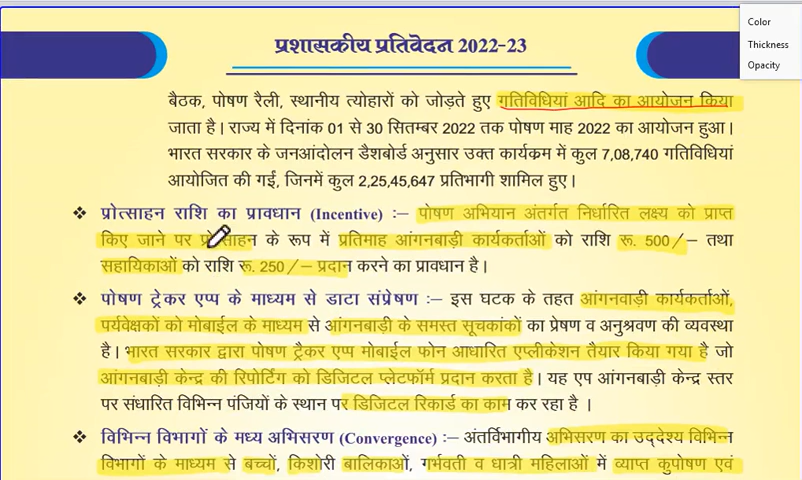 Color
Thickness
Opacity
प्रशासकीय प्रतिवेदन 2022-23
बैठक, पोषण रैली, स्थानीय त्योहारों को जोड़ते हुए गतिविधियां आदि का आयोजन किया
जाता है। राज्य में दिनांक 01 से 30 सितम्बर 2022 तक पोषण माह 2022 का आयोजन हुआ।
भारत सरकार के जनआंदोलन डैशबोर्ड अनुसार उक्त कार्यक्रम में कुल 7,08,740 गतिविधियां
आयोजित की गईं, जिनमें कुल 2,25,45,647 प्रतिभागी शामिल हुए।
❖ प्रोत्साहन राशि का प्रावधान (Incentive) :– पोषण अभियान अंतर्गत निर्धारित लक्ष्य को प्राप्त
किए जाने पर प्रोत्साहन के रूप में प्रतिमाह आंगनबाड़ी कार्यकर्ताओं को राशि रू. 500/– तथा
सहायिकाओं को राशि रू. 250/– प्रदान करने का प्रावधान है।
❖ पोषण ट्रेकर एप्प के माध्यम से डाटा संप्रेषण :– इस घटक के तहत आंगनवाड़ी कार्यकर्ताओं,
पर्यवेक्षकों को मोबाईल के माध्यम से आंगनबाड़ी के समस्त सूचकांकों का प्रेषण व अनुश्रवण की व्यवस्था
है। भारत सरकार द्वारा पोषण ट्रैकर एप्प मोबाईल फोन आधारित एप्लीकेशन तैयार किया गया है जो
आंगनबाड़ी केन्द्र की रिपोर्टिंग को डिजिटल प्लेटफॉर्म प्रदान करता है। यह एप आंगनबाड़ी केन्द्र स्तर
पर संधारित विभिन्न पंजियों के स्थान पर डिजिटल रिकार्ड का काम कर रहा है ।
❖ विभिन्न विभागों के मध्य अभिसरण (Convergence) :– अंतर्विभागीय अभिसरण का उद्देश्य विभिन्न
विभागों के माध्यम से बच्चों, किशोरी बालिकाओं, गर्भवती व धात्री महिलाओं में व्याप्त कुपोषण एवं